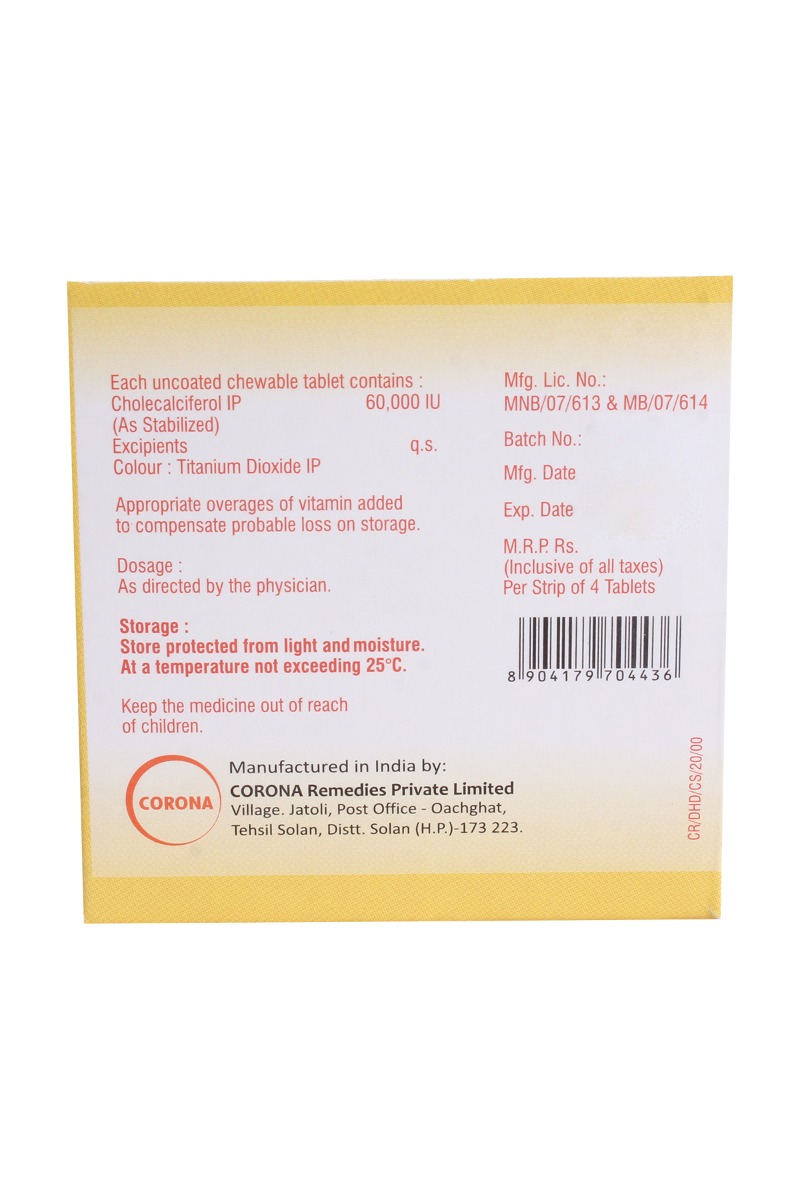 Each uncoated chewable tablet contains :
Cholecalciferol IP 60,000 IU
(As Stabilized)
Excipients q.s.
Colour : Titanium Dioxide IP
Appropriate overages of vitamin added
to compensate probable loss on storage.
Dosage :
As directed by the physician.
Storage :
Store protected from light and moisture.
At a temperature not exceeding 25°C.
Keep the medicine out of reach
of children.
CORONA
Manufactured in India by:
CORONA Remedies Private Limited
Village. Jatoli, Post Office - Oachghat,
Tehsil Solan, Distt. Solan (H.P.)-173 223.
Mfg. Lic. No.:
MNB/07/613 & MB/07/614
Batch No.:
Mfg. Date
Exp. Date
M.R.P. Rs.
(Inclusive of all taxes)
Per Strip of 4 Tablets
8 904179 704436
CR/DHD/CS/20/00